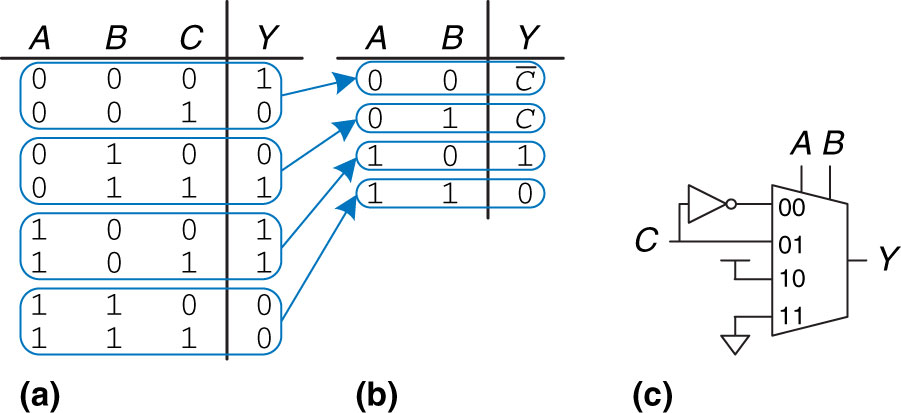 A B C Y
0 0 0 1
0 0 1 0
0 1 0 0
0 1 1 1
1 0 0 1
1 0 1 1
1 1 0 0
1 1 1 0
(a)
A B Y
0 0 C̅
0 1 C
1 0 1
1 1 0
(b)
A B
00
C 01 Y
10
11
(c)